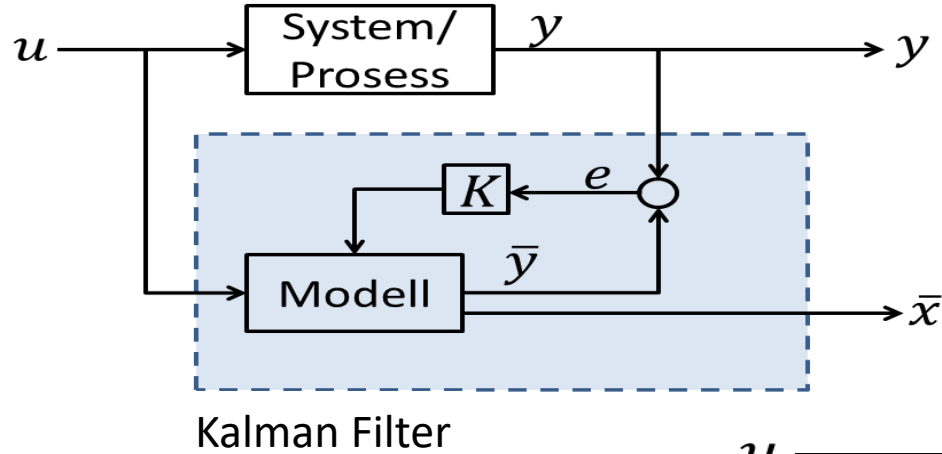 u
System/
Prosess
y
y
K
e
Modell
ȳ
x̄
Kalman Filter
u